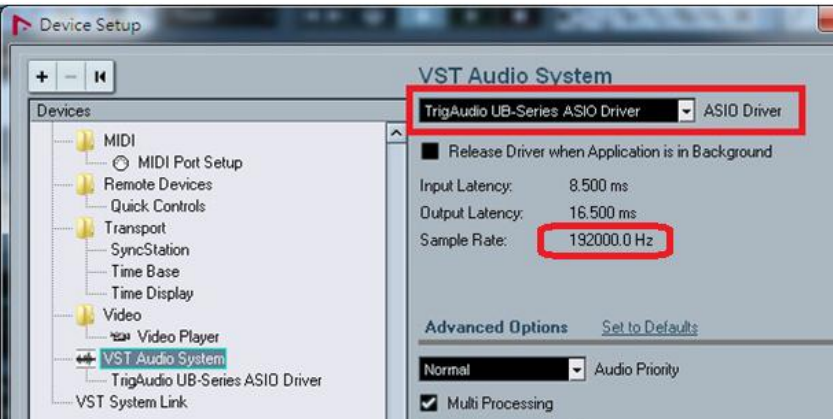 Device Setup
+ -
Devices
MIDI
MIDI Port Setup
Remote Devices
Quick Controls
Transport
SyncStation
Time Base
Time Display
Video
Video Player
VST Audio System
TrigAudio UB-Series ASIO Driver
VST System Link
VST Audio System
TrigAudio UB-Series ASIO Driver ASIO Driver
Release Driver when Application is in Background
Input Latency: 8.500 ms
Output Latency: 16.500 ms
Sample Rate: 192000.0 Hz
Advanced Options Set to Defaults
Normal Audio Priority
Multi Processing